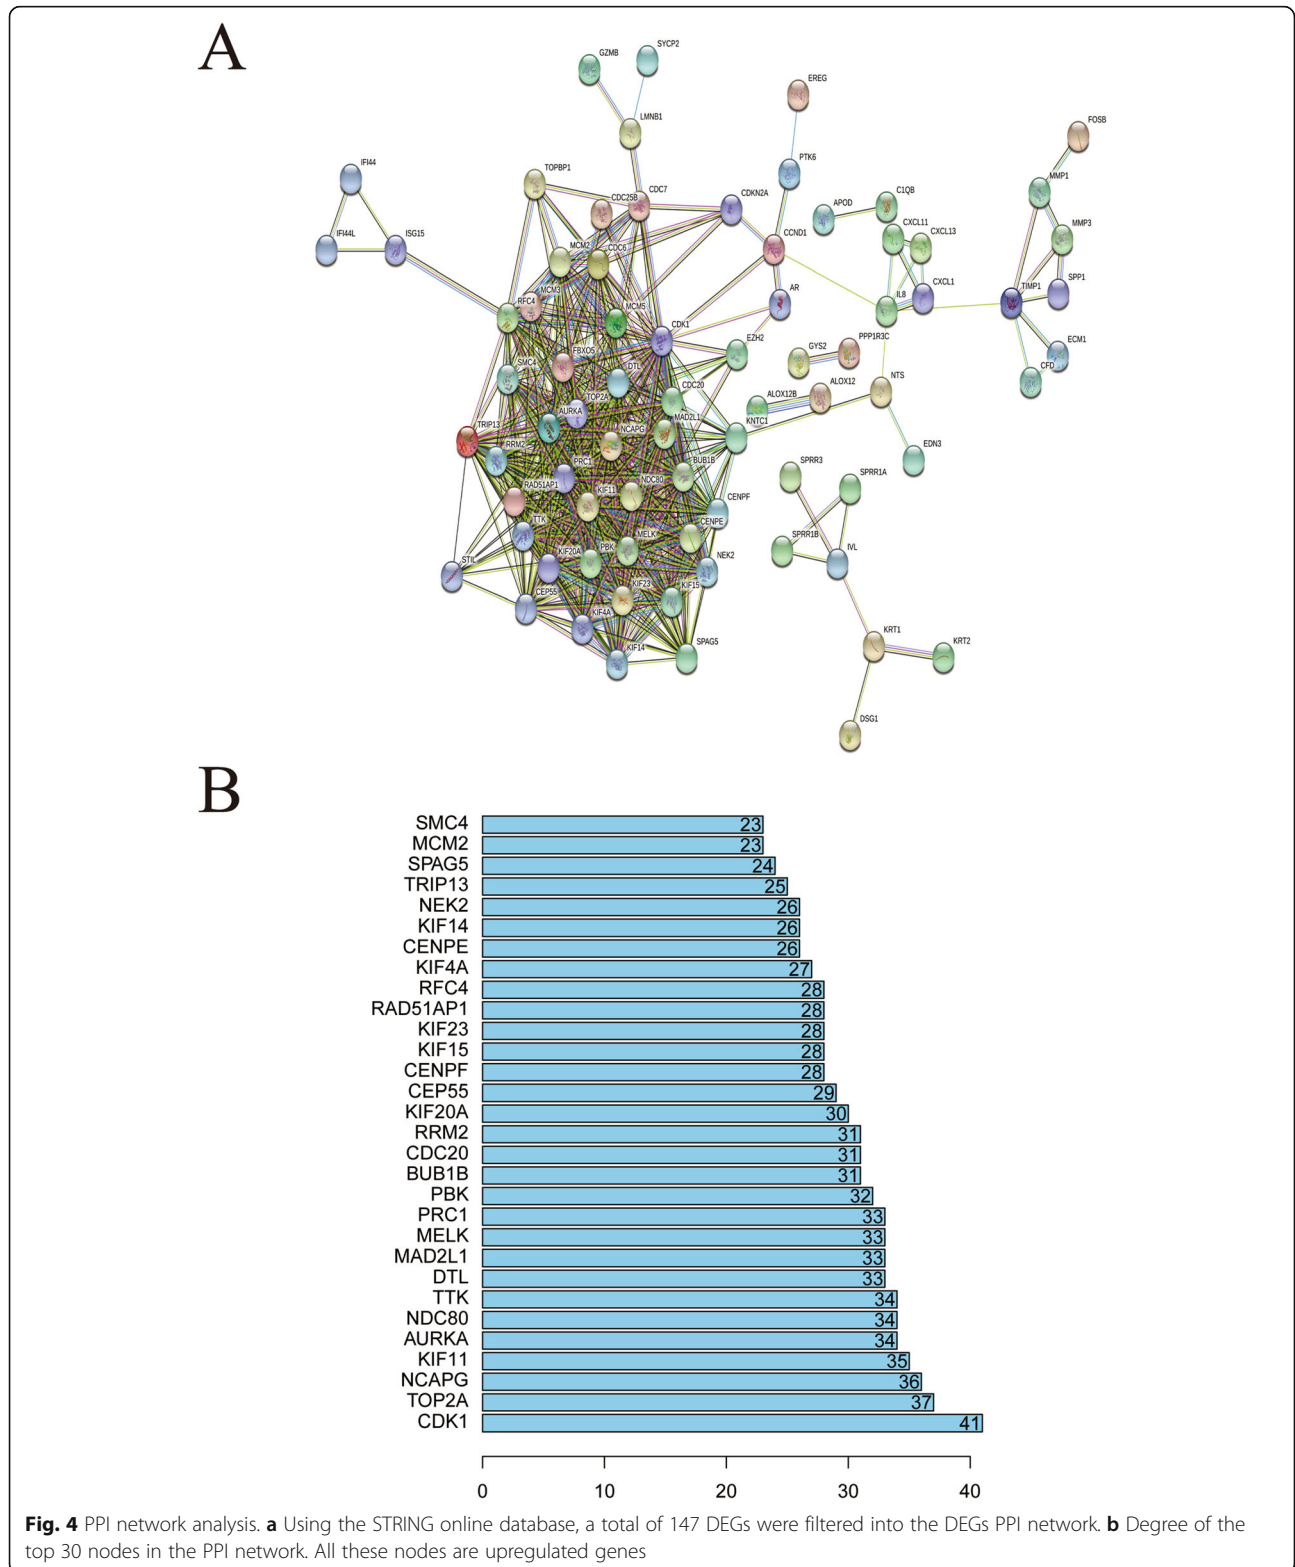 A
GZMB
SYCP2
EREG
LMNB1
FOSB
PTK6
IFI44
TOPBP1
CDC7
CDC25B
CDKN2A
MMP1
APOD
C1QB
CXCL11
CXCL13
MMP3
IFI44L
ISG15
MCM2
CDC6
CCND1
SPP1
RFC4
MCM3
MCM5
AR
IL8
CXCL1
TIMP1
CDK1
EZH2
GYS2
PPP1R3C
ECM1
FBXO5
SMC4
DTL
CFD
CDC20
NTS
ALOX12
ALOX12B
TOP2A
AURKA
MAD2L1
KNTC1
TRIP13
NCAPG
RRM2
EDN3
PRC1
BUB1B
SPRR3
SPRR1A
RAD51AP1
KIF11
NDC80
CENPF
TTK
CENPE
MELK
SPRR1B
IVL
STIL
KIF20A
PBK
NEK2
CEP55
KIF23
KIF15
KIF4A
KRT1
KRT2
KIF14
SPAG5
DSG1
B
SMC4 23
MCM2 23
SPAG5 24
TRIP13 25
NEK2 26
KIF14 26
CENPE 26
KIF4A 27
RFC4 28
RAD51AP1 28
KIF23 28
KIF15 28
CENPF 28
CEP55 29
KIF20A 30
RRM2 31
CDC20 31
BUB1B 31
PBK 32
PRC1 33
MELK 33
MAD2L1 33
DTL 33
TTK 34
NDC80 34
AURKA 34
KIF11 35
NCAPG 36
TOP2A 37
CDK1 41
0 10 20 30 40
Fig. 4 PPI network analysis. a Using the STRING online database, a total of 147 DEGs were filtered into the DEGs PPI network. b Degree of the
top 30 nodes in the PPI network. All these nodes are upregulated genes